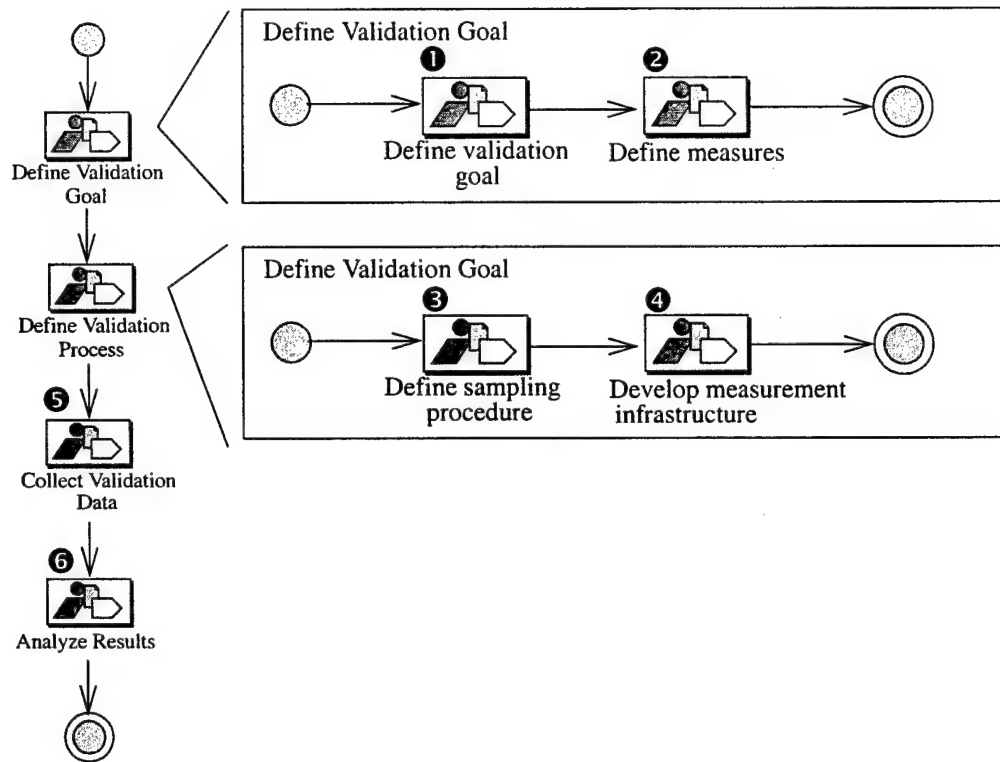 Define Validation
Goal
Define Validation
Process
❺
Collect Validation
Data
❻
Analyze Results
Define Validation Goal
❶
❷
Define validation
goal
Define measures
Define Validation Goal
❸
❹
Define sampling
procedure
Develop measurement
infrastructure